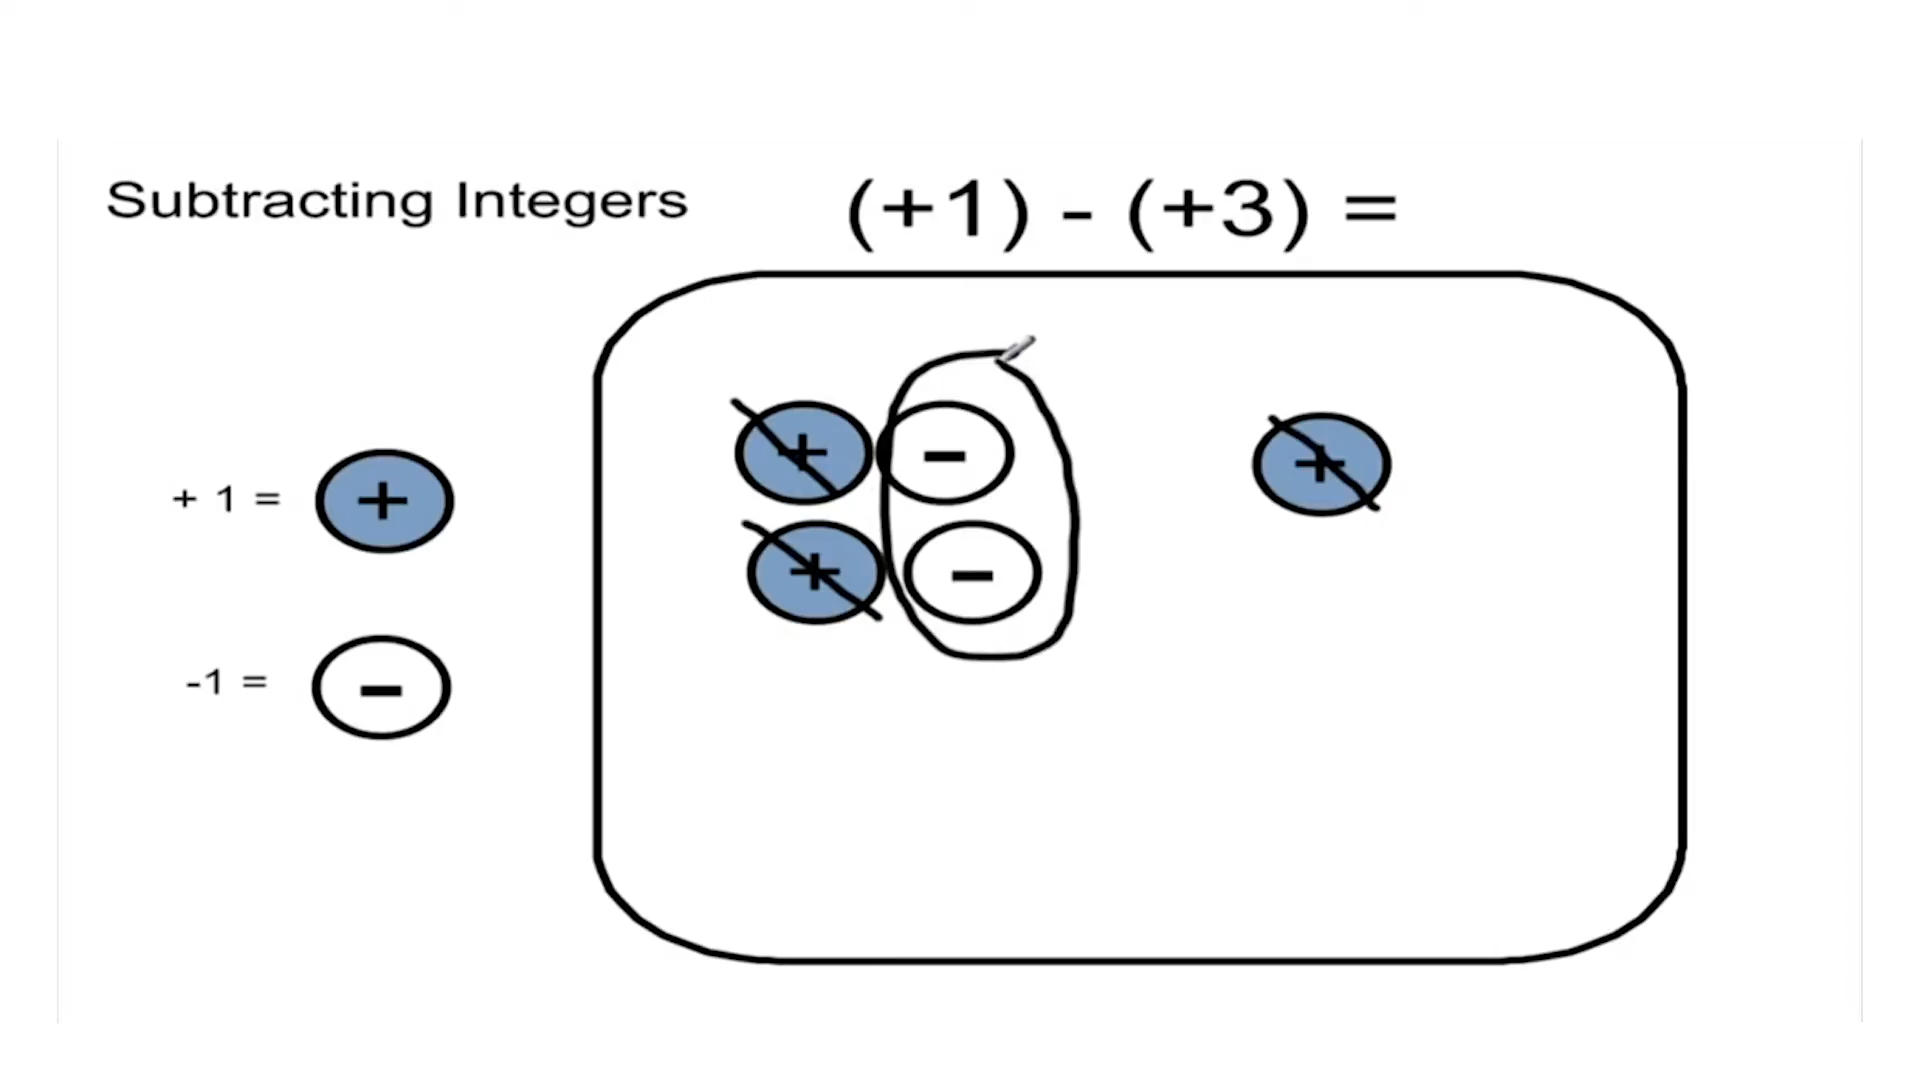 Subtracting Integers
(+1) - (+3) =
+ + 1 = + -
+ -
-1 = -